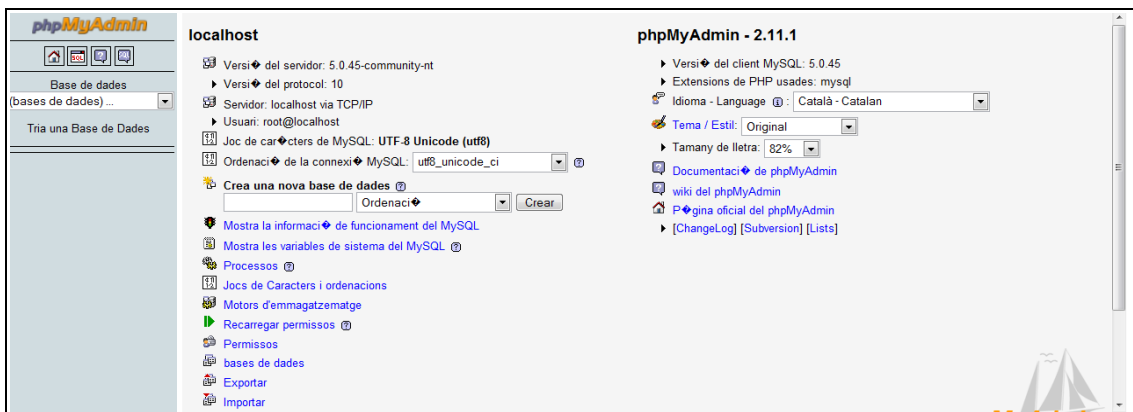 phpMyAdmin
Base de dades
(bases de dades) ...
Tria una Base de Dades
localhost
Versi� del servidor: 5.0.45-community-nt
Versi� del protocol: 10
Servidor: localhost via TCP/IP
Usuari: root@localhost
Joc de car�cters de MySQL: UTF-8 Unicode (utf8)
Ordenaci� de la connexi� MySQL: utf8_unicode_ci
Crea una nova base de dades
Ordenaci� Crear
Mostra la informaci� de funcionament del MySQL
Mostra les variables de sistema del MySQL
Processos
Jocs de Caracters i ordenacions
Motors d'emmagatzematge
Recarregar permissos
Permissos
bases de dades
Exportar
Importar
phpMyAdmin - 2.11.1
Versi� del client MySQL: 5.0.45
Extensions de PHP usades: mysql
Idioma - Language : Català - Catalan
Tema / Estil: Original
Tamany de lletra: 82%
Documentaci� de phpMyAdmin
wiki del phpMyAdmin
P�gina oficial del phpMyAdmin
[ChangeLog] [Subversion] [Lists]